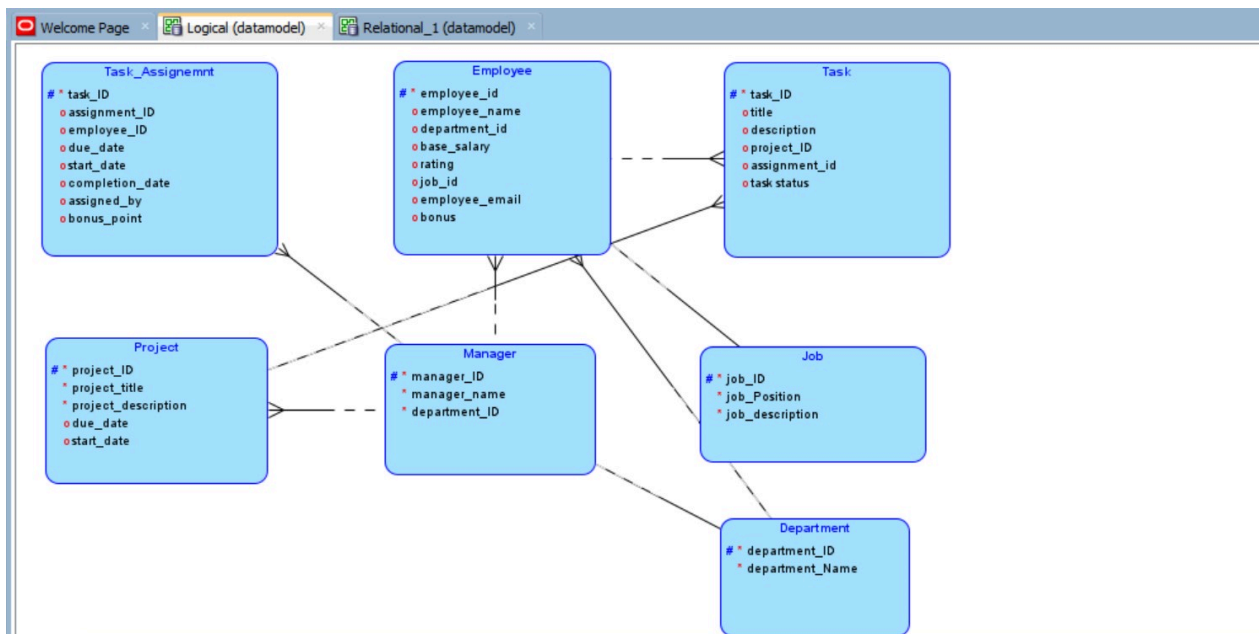 Welcome Page × Logical (datamodel) × Relational_1 (datamodel) ×
Task_Assignemnt
# * task_ID
o assignment_ID
o employee_ID
o due_date
o start_date
o completion_date
o assigned_by
o bonus_point
Employee
# * employee_id
o employee_name
o department_id
o base_salary
o rating
o job_id
o employee_email
o bonus
Task
# * task_ID
o title
o description
o project_ID
o assignment_id
o task status
Project
# * project_ID
* project_title
* project_description
o due_date
o start_date
Manager
# * manager_ID
* manager_name
* department_ID
Job
# * job_ID
* job_Position
* job_description
Department
# * department_ID
* department_Name